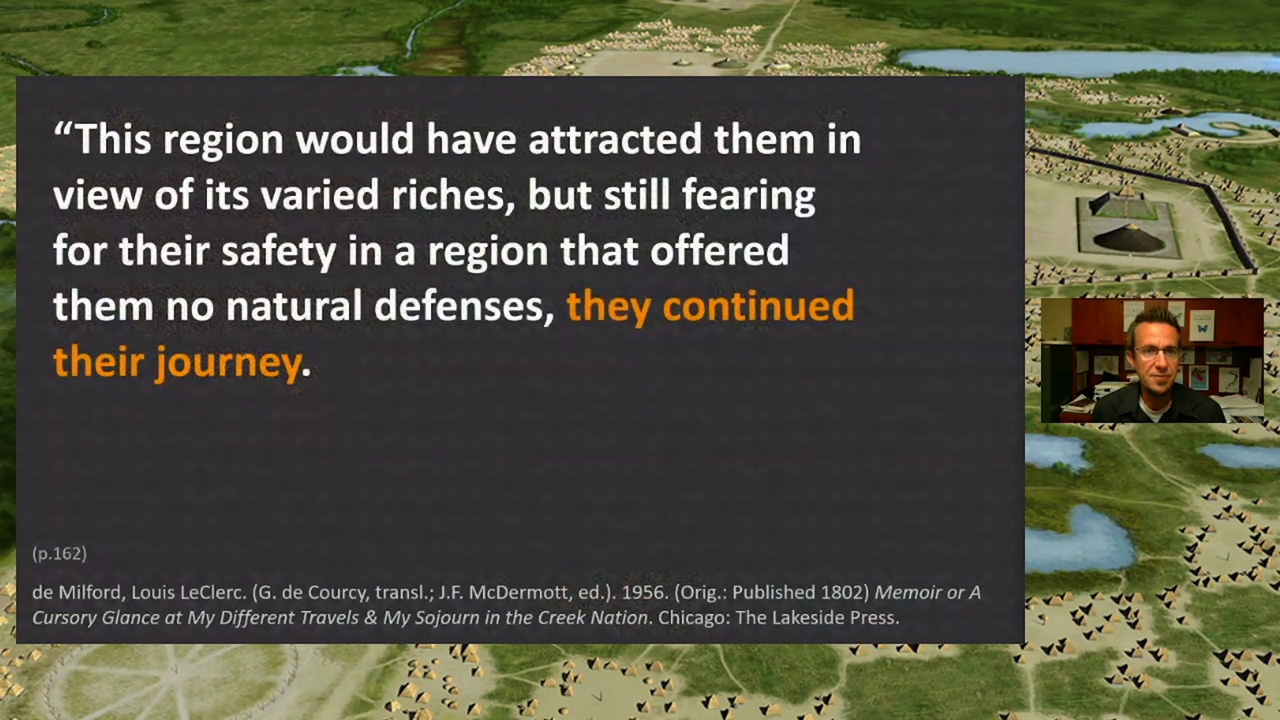 “This region would have attracted them in
view of its varied riches, but still fearing
for their safety in a region that offered
them no natural defenses, they continued
their journey.
(p.162)
de Milford, Louis LeClerc. (G. de Courcy, transl.; J.F. McDermott, ed.). 1956. (Orig.: Published 1802) Memoir or A
Cursory Glance at My Different Travels & My Sojourn in the Creek Nation. Chicago: The Lakeside Press.